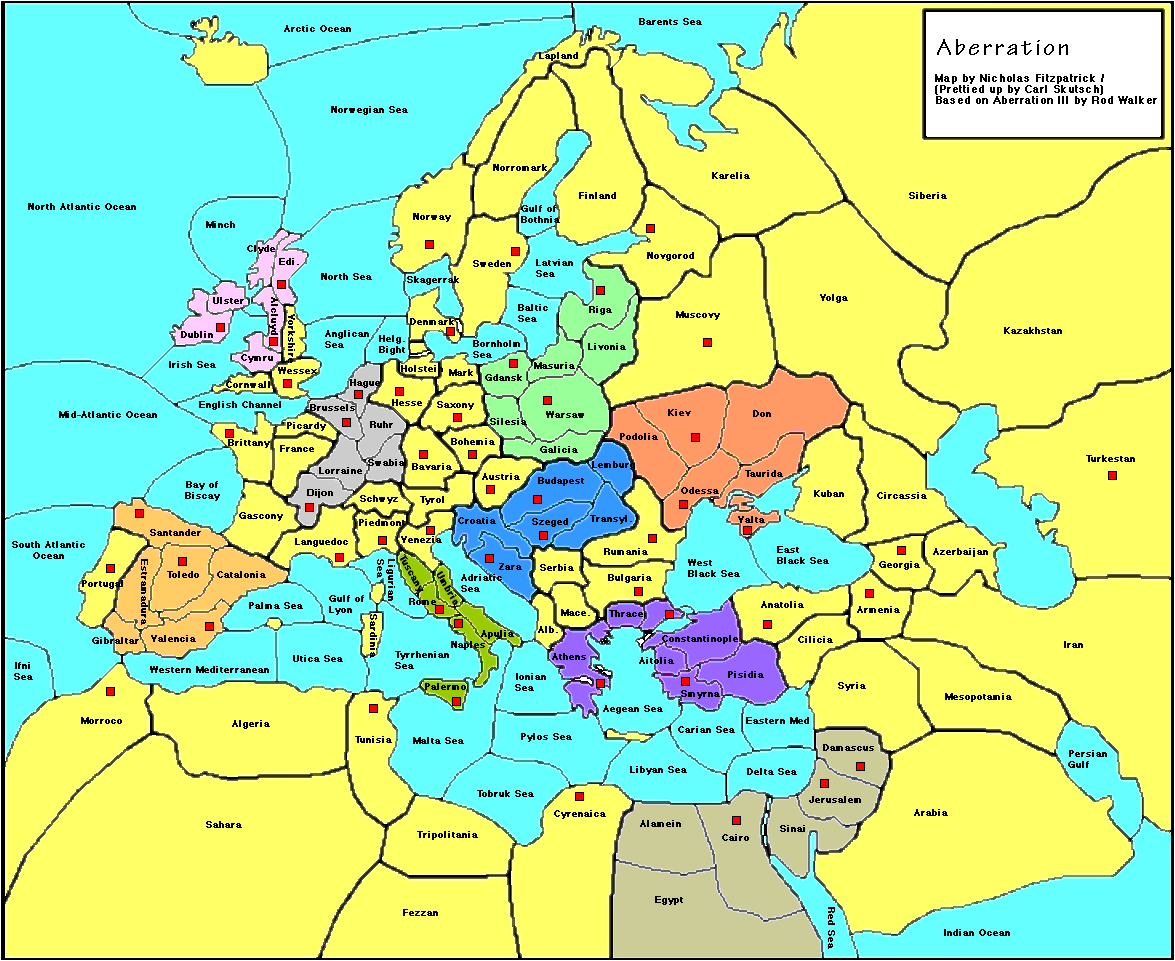 Aberration
Map by Nicholas Fitzpatrick /
(Prettied up by Carl Skutsch)
Based on Aberration III by Rod Walker
Arctic Ocean
Barents Sea
Lapland
Norwegian Sea
Norromark
Karelia
Siberia
Finland
North Atlantic Ocean
Minch
Norway
Gulf of
Bothnia
Clyde
Edi.
Novgorod
Sweden
Latvian
Sea
North Sea
Skagerrak
Yolga
Ulster
Riga
Baltic
Sea
Muscovy
Kazakhstan
Alcluyd
Yorkshire
Denmark
Dublin
Anglican
Sea
Helg.
Bight
Bornholm
Sea
Livonia
Cymru
Irish Sea
Wessex
Holstein
Mark
Masuria
Gdansk
Cornwall
Hague
Hesse
Saxony
English Channel
Brussels
Mid-Atlantic Ocean
Warsaw
Kiev
Don
Picardy
Ruhr
Silesia
Podolia
Brittany
France
Bohemia
Galicia
Turkestan
Lorraine
Swabia
Bavaria
Lemburg
Taurida
Bay of
Biscay
Dijon
Schwyz
Tyrol
Austria
Budapest
Odessa
Kuban
Circassia
Gascony
Piedmont
Croatia
Szeged
Transyl.
Yalta
Santander
Languedoc
Yenezia
South Atlantic
Ocean
Rumania
East
Black Sea
West
Black Sea
Georgia
Azerbaijan
Portugal
Estranadura
Toledo
Catalonia
Ligurian
Sea
Tuscany
Umbria
Adriatic
Sea
Zara
Serbia
Bulgaria
Palma Sea
Gulf of
Lyon
Rome
Anatolia
Armenia
Mace.
Thrace
Gibraltar
Yalencia
Sardinia
Naples
Apulia
Alb.
Constantinople
Cilicia
Iran
Ifni
Sea
Western Mediterranean
Utica Sea
Tyrrhenian
Sea
Athens
Aitolia
Pisidia
Ionian
Sea
Palermo
Smyrna
Syria
Mesopotamia
Morroco
Algeria
Aegean Sea
Tunisia
Malta Sea
Pylos Sea
Carian Sea
Eastern Med
Damascus
Persian
Gulf
Libyan Sea
Delta Sea
Tobruk Sea
Jerusalem
Cyrenaica
Arabia
Sahara
Tripolitania
Alamein
Cairo
Sinai
Egypt
Fezzan
Red Sea
Indian Ocean